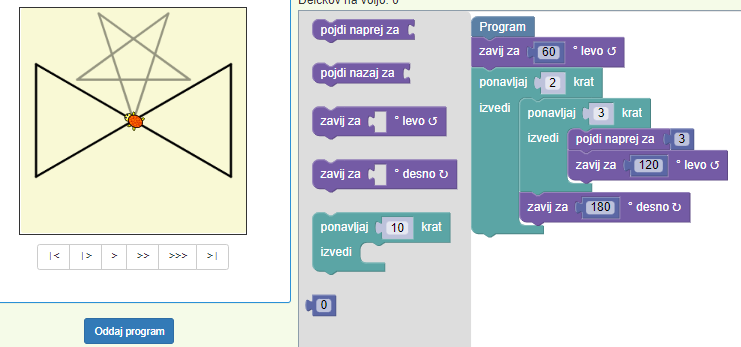 Delčkov na voljo: 0
|< |> > >> >>> >|
Oddaj program
pojdi naprej za
pojdi nazaj za
zavij za ° levo ↺
zavij za ° desno ↻
ponavljaj 10 krat
izvedi
0
Program
zavij za 60 ° levo ↺
ponavljaj 2 krat
izvedi ponavljaj 3 krat
izvedi pojdi naprej za 3
zavij za 120 ° levo ↺
zavij za 180 ° desno ↻